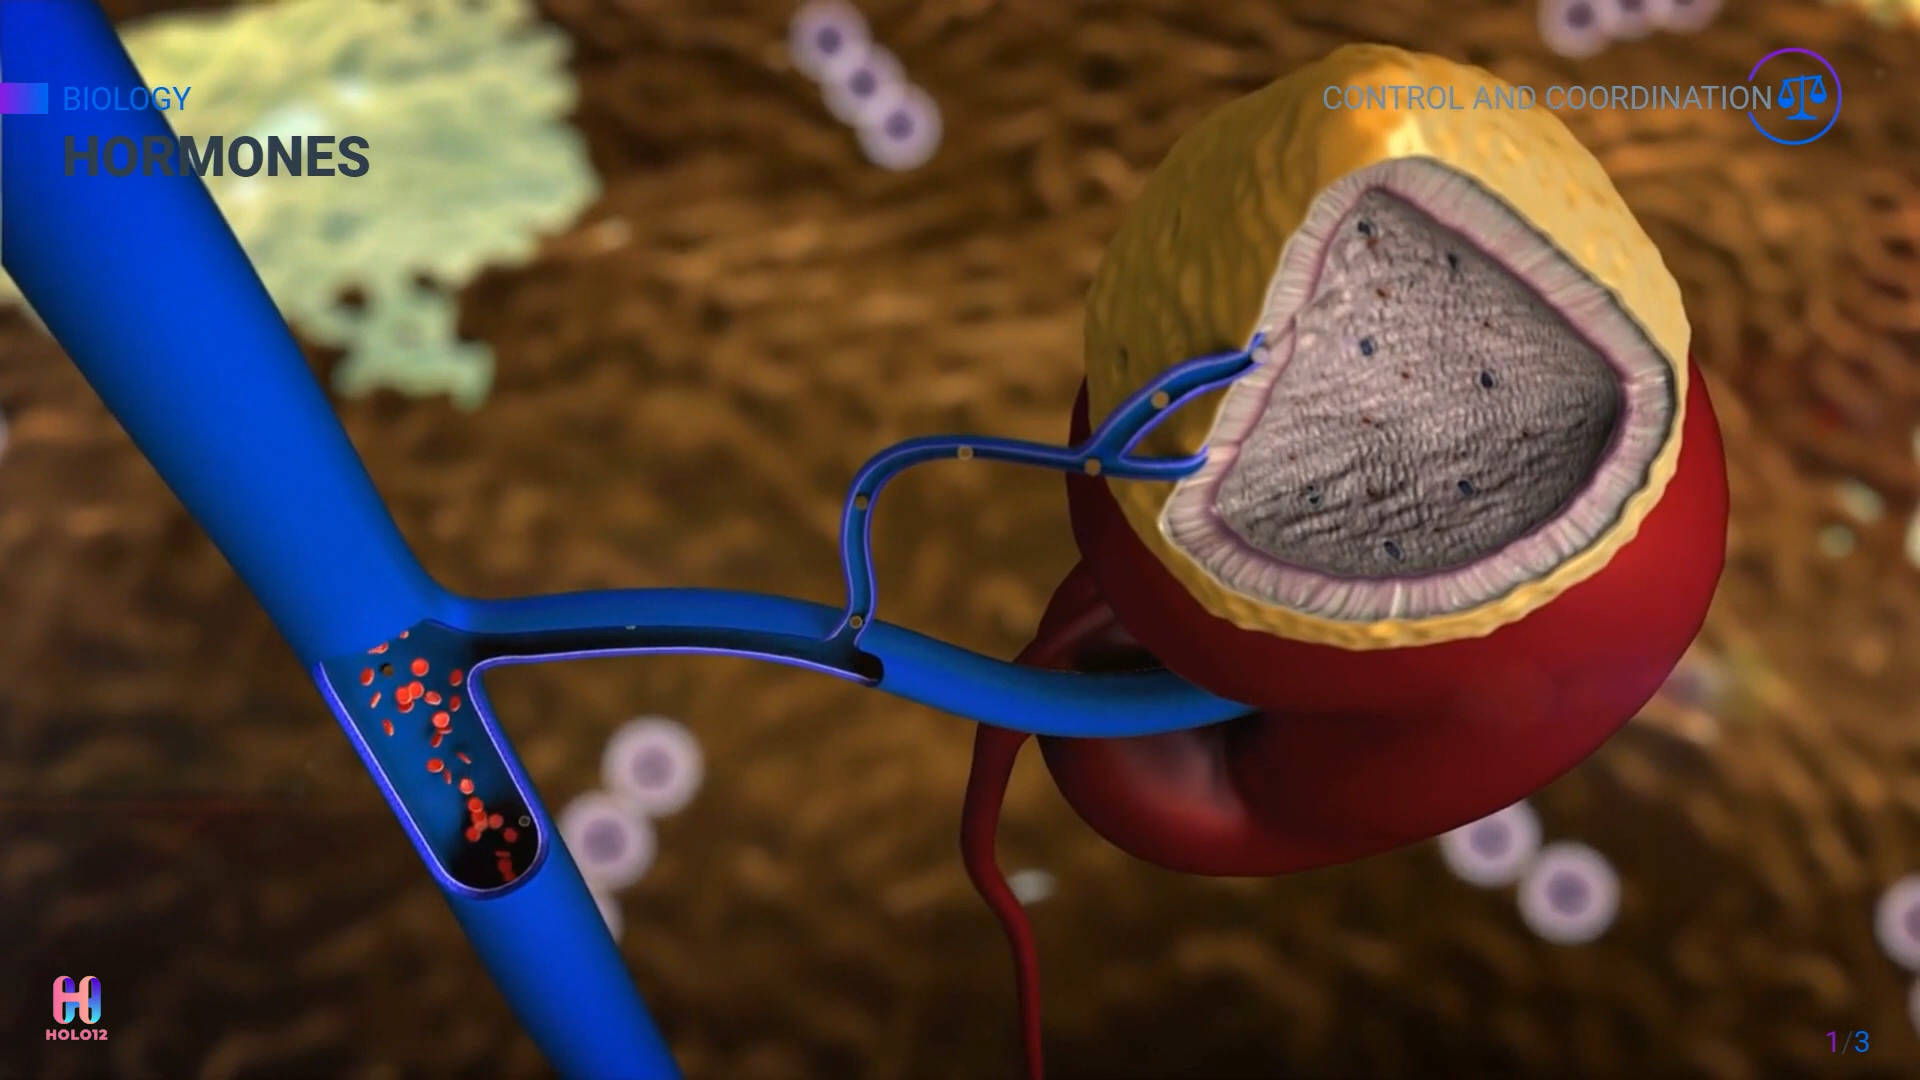 BIOLOGY
HORMONES
CONTROL AND COORDINATION
HOLO12
1/3